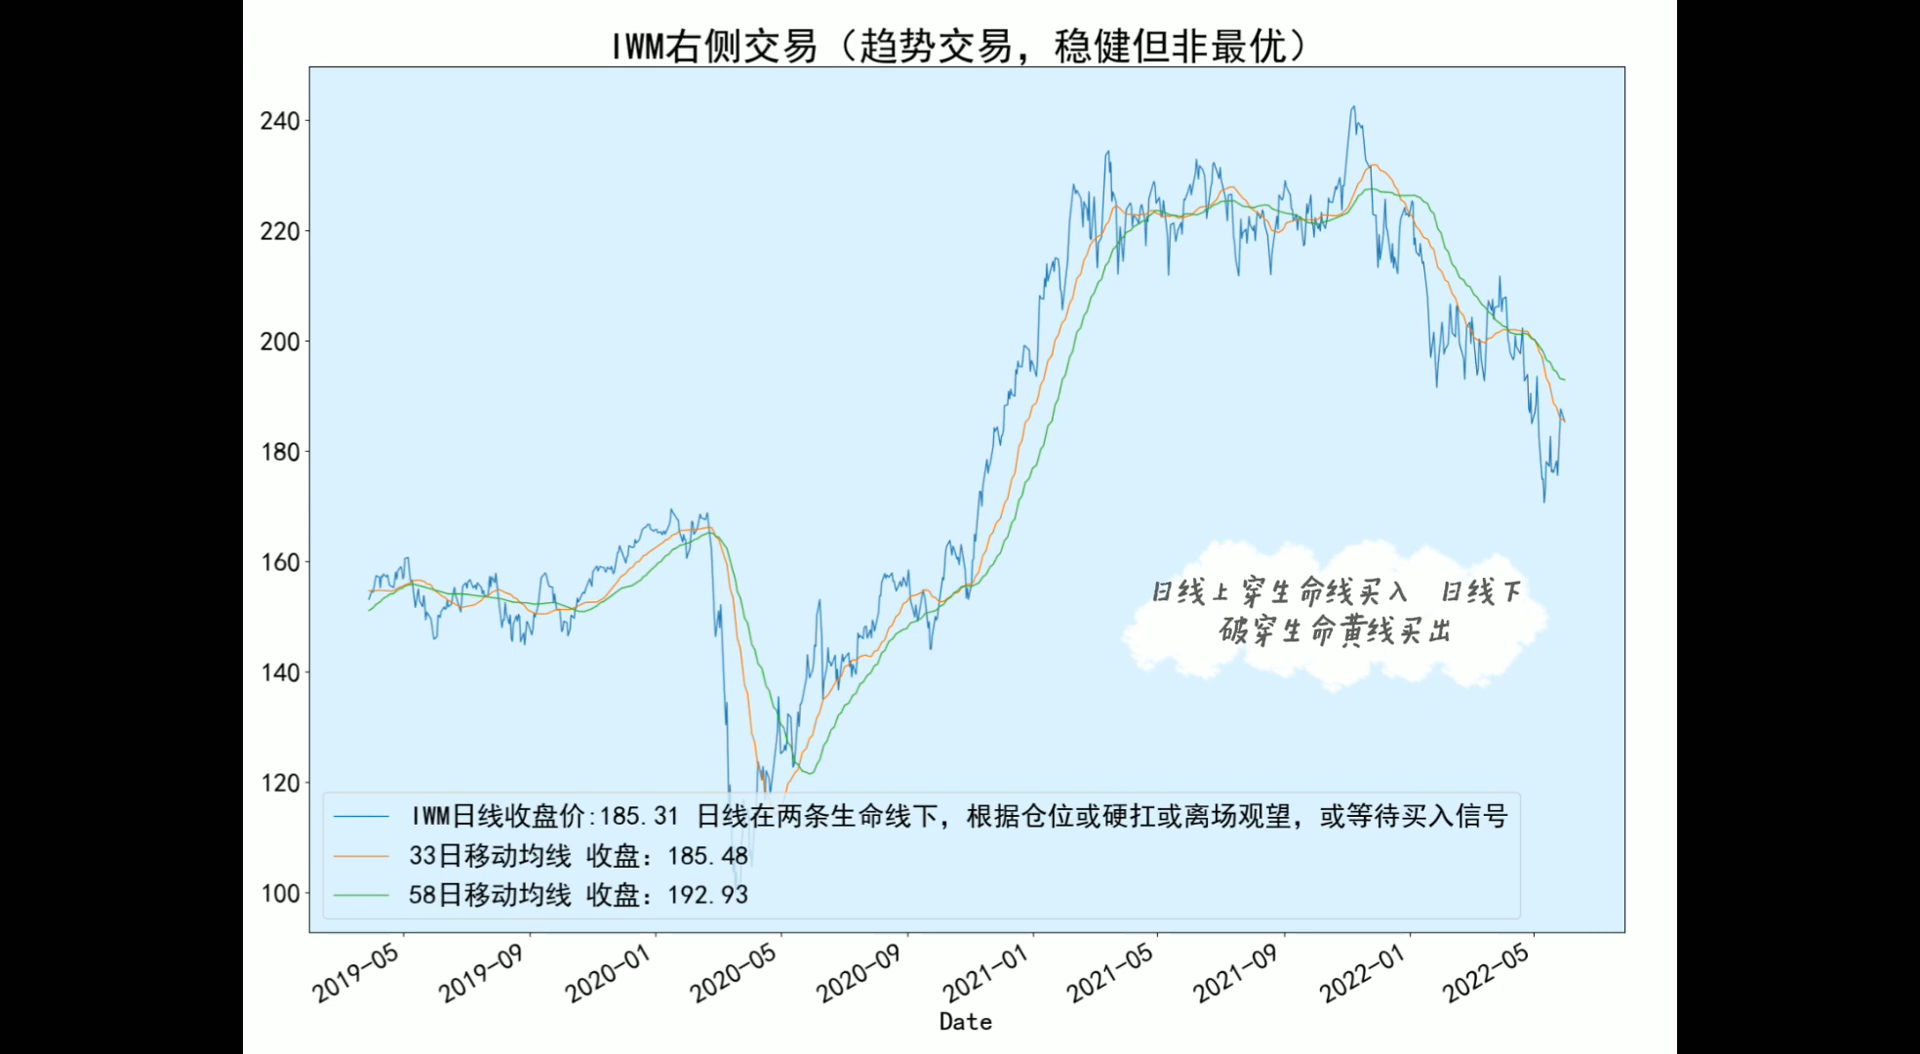 IWM右侧交易（趋势交易，稳健但非最优）
240
220
200
180
160
140
120
100
日线上穿生命线买入 日线下
破穿生命黄线买出
IWM日线收盘价:185.31 日线在两条生命线下，根据仓位或硬扛或离场观望，或等待买入信号
33日移动均线 收盘：185.48
58日移动均线 收盘：192.93
2019-05
2019-09
2020-01
2020-05
2020-09
2021-01
2021-05
2021-09
2022-01
2022-05
Date